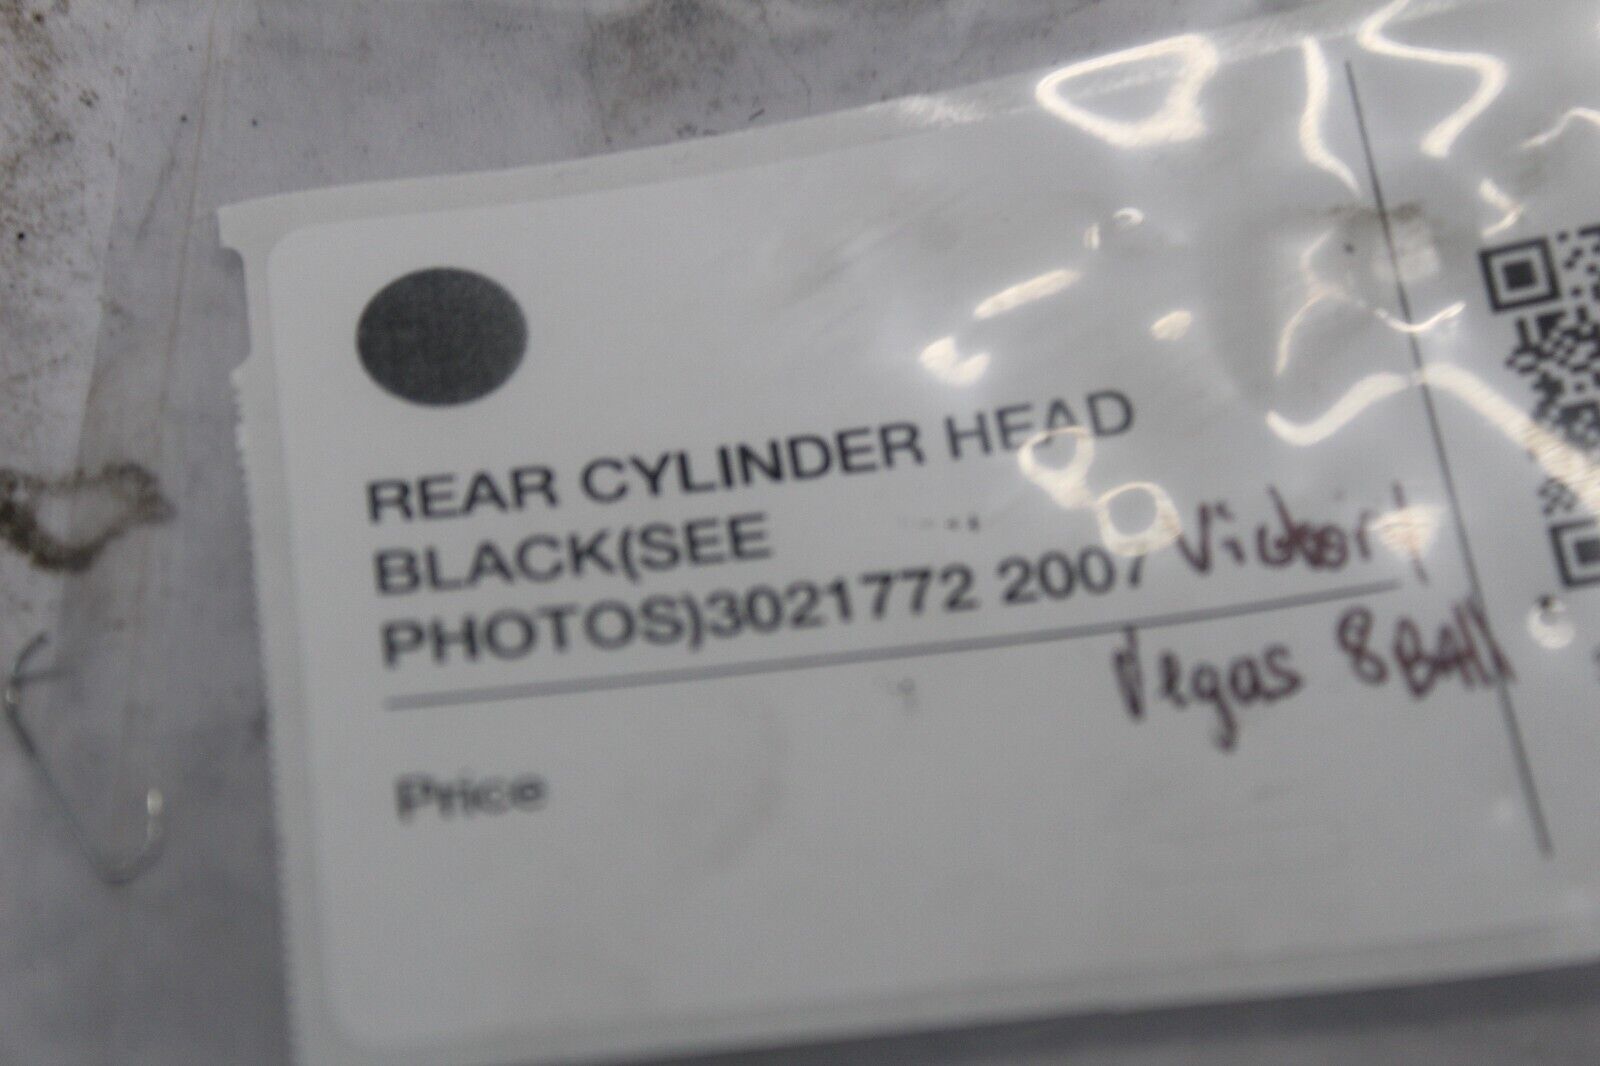 REAR CYLINDER HEAD
BLACK(SEE
PHOTOS)3021772 2007 Victory
Vegas 8BAll
Price